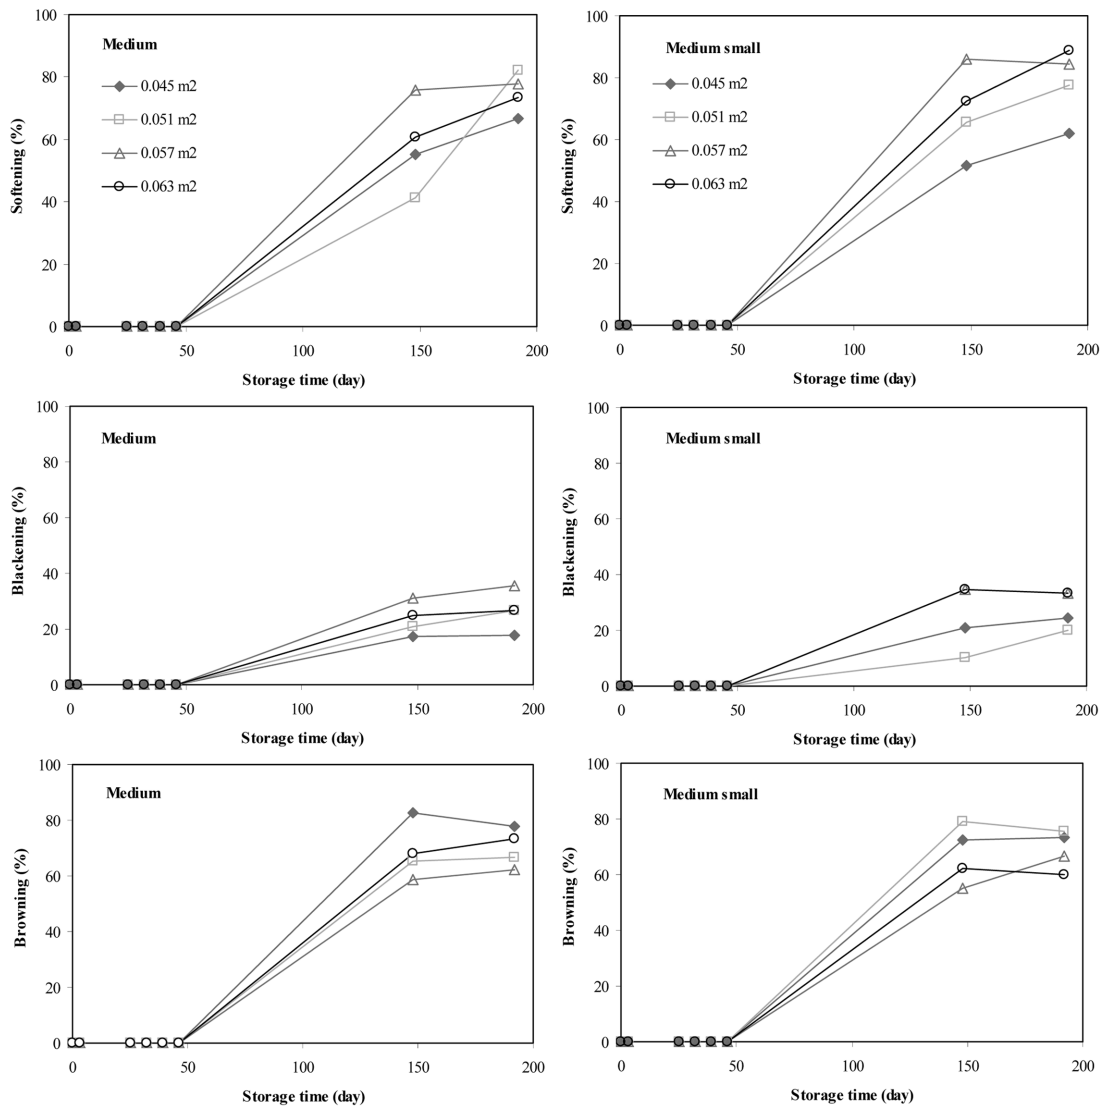 100
80
60
40
20
0
Softening (%)
Medium
0.045 m2
0.051 m2
0.057 m2
0.063 m2
0 50 100 150 200
Storage time (day)
100
80
60
40
20
0
Softening (%)
Medium small
0.045 m2
0.051 m2
0.057 m2
0.063 m2
0 50 100 150 200
Storage time (day)
100
80
60
40
20
0
Blackening (%)
Medium
0 50 100 150 200
Storage time (day)
100
80
60
40
20
0
Blackening (%)
Medium small
0 50 100 150 200
Storage time (day)
100
80
60
40
20
0
Browning (%)
Medium
0 50 100 150 200
Storage time (day)
100
80
60
40
20
0
Browning (%)
Medium small
0 50 100 150 200
Storage time (day)